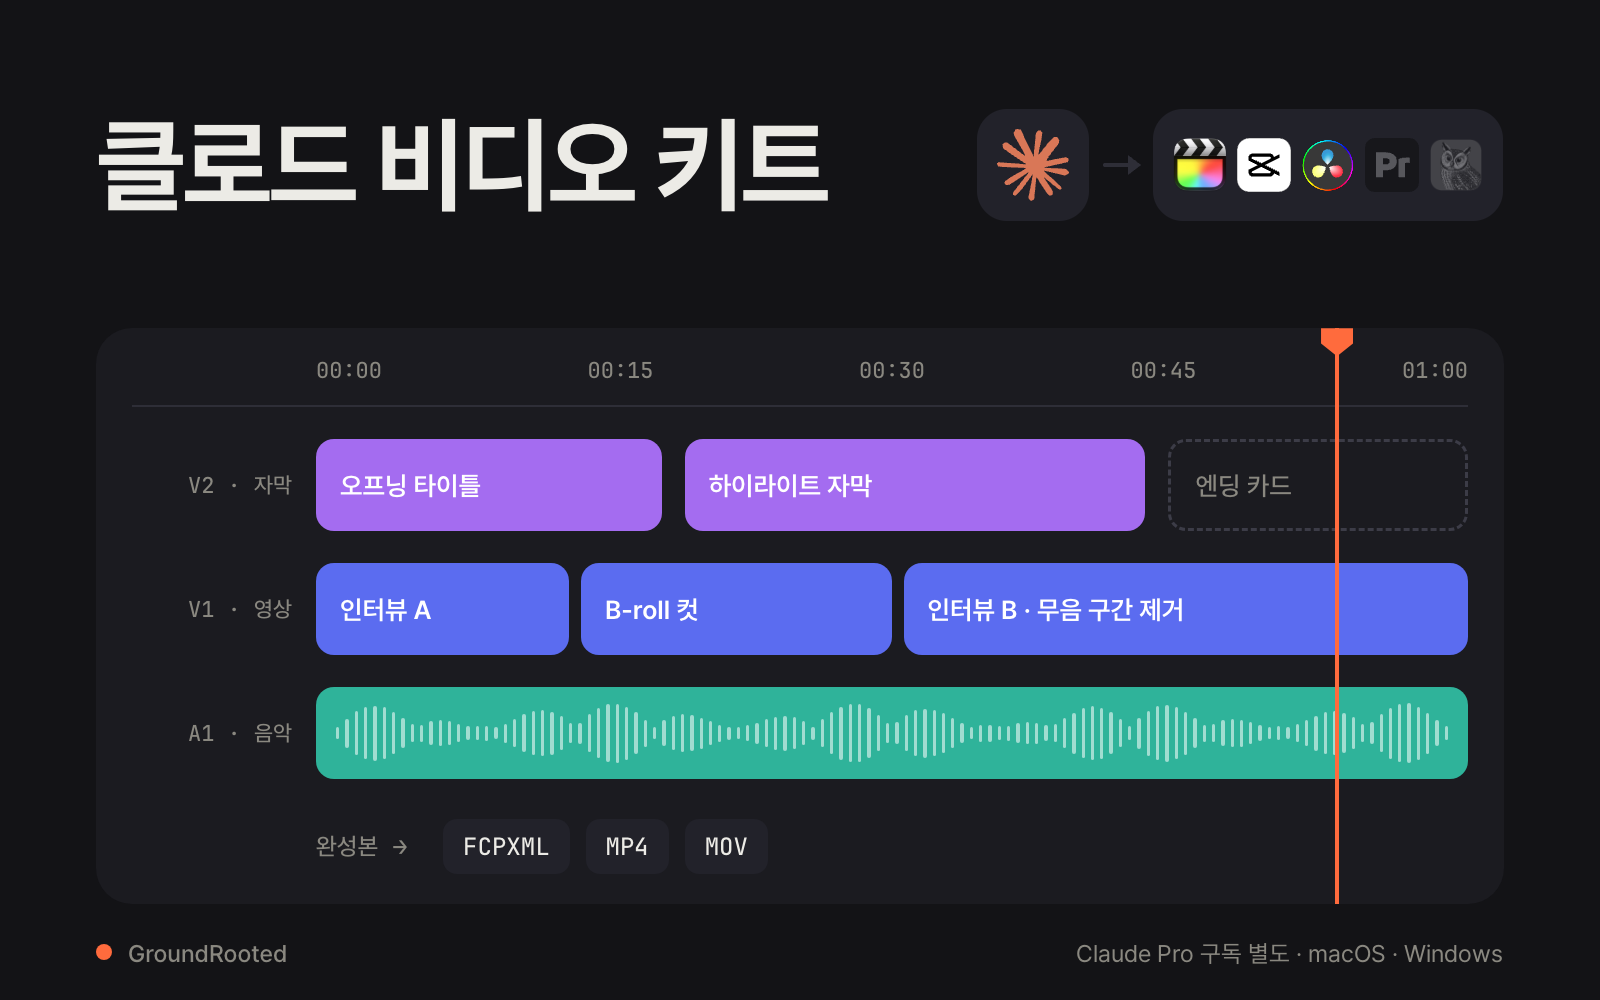 클로드 비디오 키트
Pr
00:00 00:15 00:30 00:45 01:00
V2 · 자막 오프닝 타이틀 하이라이트 자막 엔딩 카드
V1 · 영상 인터뷰 A B-roll 컷 인터뷰 B · 무음 구간 제거
A1 · 음악
완성본 → FCPXML MP4 MOV
GroundRooted Claude Pro 구독 별도 · macOS · Windows